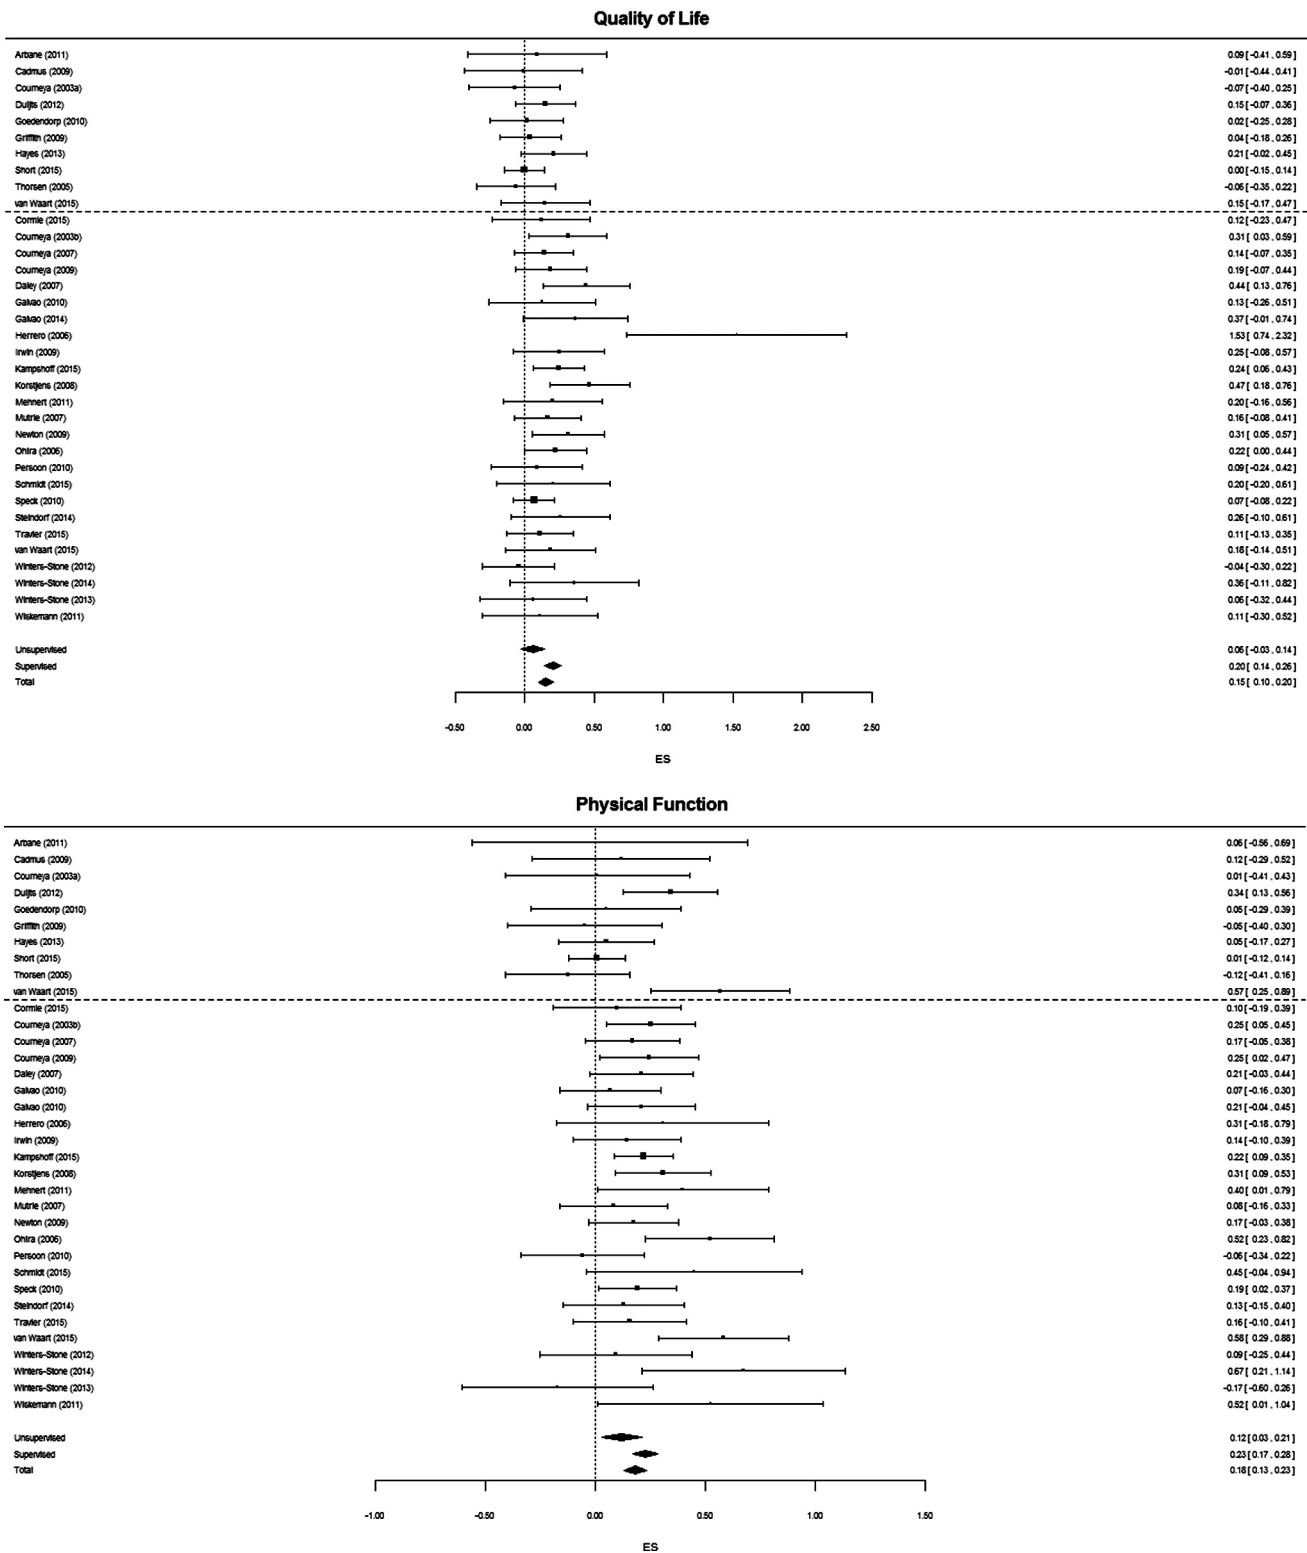 Quality of Life
Arbane (2011) 0.09 [ -0.41 , 0.59 ]
Cadmus (2009) -0.01 [ -0.44 , 0.41 ]
Courneya (2003a) -0.07 [ -0.40 , 0.25 ]
Duijts (2012) 0.15 [ -0.07 , 0.36 ]
Goedendorp (2010) 0.02 [ -0.25 , 0.28 ]
Griffith (2009) 0.04 [ -0.18 , 0.26 ]
Hayes (2013) 0.21 [ -0.02 , 0.45 ]
Short (2015) 0.00 [ -0.15 , 0.14 ]
Thorsen (2005) -0.06 [ -0.35 , 0.22 ]
van Waart (2015) 0.15 [ -0.17 , 0.47 ]
Cormie (2015) 0.12 [ -0.23 , 0.47 ]
Courneya (2003b) 0.31 [ 0.03 , 0.59 ]
Courneya (2007) 0.14 [ -0.07 , 0.35 ]
Courneya (2009) 0.19 [ -0.07 , 0.44 ]
Daley (2007) 0.44 [ 0.13 , 0.76 ]
Galvao (2010) 0.13 [ -0.26 , 0.51 ]
Galvao (2014) 0.37 [ -0.01 , 0.74 ]
Herrero (2006) 1.53 [ 0.74 , 2.32 ]
Irwin (2009) 0.25 [ -0.08 , 0.57 ]
Kampshoff (2015) 0.24 [ 0.06 , 0.43 ]
Korstjens (2008) 0.47 [ 0.18 , 0.76 ]
Mehnert (2011) 0.20 [ -0.16 , 0.56 ]
Mutrie (2007) 0.16 [ -0.08 , 0.41 ]
Newton (2009) 0.31 [ 0.05 , 0.57 ]
Ohira (2006) 0.22 [ 0.00 , 0.44 ]
Persoon (2010) 0.09 [ -0.24 , 0.42 ]
Schmidt (2015) 0.20 [ -0.20 , 0.61 ]
Speck (2010) 0.07 [ -0.08 , 0.22 ]
Steindorf (2014) 0.26 [ -0.10 , 0.61 ]
Travier (2015) 0.11 [ -0.13 , 0.35 ]
van Waart (2015) 0.18 [ -0.14 , 0.51 ]
Winters-Stone (2012) -0.04 [ -0.30 , 0.22 ]
Winters-Stone (2014) 0.36 [ -0.11 , 0.82 ]
Winters-Stone (2013) 0.06 [ -0.32 , 0.44 ]
Wiskemann (2011) 0.11 [ -0.30 , 0.52 ]
Unsupervised 0.06 [ -0.03 , 0.14 ]
Supervised 0.20 [ 0.14 , 0.26 ]
Total 0.15 [ 0.10 , 0.20 ]
-0.50 0.00 0.50 1.00 1.50 2.00 2.50
ES
Physical Function
Arbane (2011) 0.06 [ -0.56 , 0.69 ]
Cadmus (2009) 0.12 [ -0.29 , 0.52 ]
Courneya (2003a) 0.01 [ -0.41 , 0.43 ]
Duijts (2012) 0.34 [ 0.13 , 0.56 ]
Goedendorp (2010) 0.05 [ -0.29 , 0.39 ]
Griffith (2009) -0.05 [ -0.40 , 0.30 ]
Hayes (2013) 0.05 [ -0.17 , 0.27 ]
Short (2015) 0.01 [ -0.12 , 0.14 ]
Thorsen (2005) -0.12 [ -0.41 , 0.16 ]
van Waart (2015) 0.57 [ 0.25 , 0.89 ]
Cormie (2015) 0.10 [ -0.19 , 0.39 ]
Courneya (2003b) 0.25 [ 0.05 , 0.45 ]
Courneya (2007) 0.17 [ -0.05 , 0.38 ]
Courneya (2009) 0.25 [ 0.02 , 0.47 ]
Daley (2007) 0.21 [ -0.03 , 0.44 ]
Galvao (2010) 0.07 [ -0.16 , 0.30 ]
Galvao (2010) 0.21 [ -0.04 , 0.45 ]
Herrero (2006) 0.31 [ -0.18 , 0.79 ]
Irwin (2009) 0.14 [ -0.10 , 0.39 ]
Kampshoff (2015) 0.22 [ 0.09 , 0.35 ]
Korstjens (2008) 0.31 [ 0.09 , 0.53 ]
Mehnert (2011) 0.40 [ 0.01 , 0.79 ]
Mutrie (2007) 0.08 [ -0.16 , 0.33 ]
Newton (2009) 0.17 [ -0.03 , 0.38 ]
Ohira (2006) 0.52 [ 0.23 , 0.82 ]
Persoon (2010) -0.06 [ -0.34 , 0.22 ]
Schmidt (2015) 0.45 [ -0.04 , 0.94 ]
Speck (2010) 0.19 [ 0.02 , 0.37 ]
Steindorf (2014) 0.13 [ -0.15 , 0.40 ]
Travier (2015) 0.16 [ -0.10 , 0.41 ]
van Waart (2015) 0.58 [ 0.29 , 0.88 ]
Winters-Stone (2012) 0.09 [ -0.25 , 0.44 ]
Winters-Stone (2014) 0.67 [ 0.21 , 1.14 ]
Winters-Stone (2013) -0.17 [ -0.60 , 0.26 ]
Wiskemann (2011) 0.52 [ 0.01 , 1.04 ]
Unsupervised 0.12 [ 0.03 , 0.21 ]
Supervised 0.23 [ 0.17 , 0.28 ]
Total 0.18 [ 0.13 , 0.23 ]
-1.00 -0.50 0.00 0.50 1.00 1.50
ES